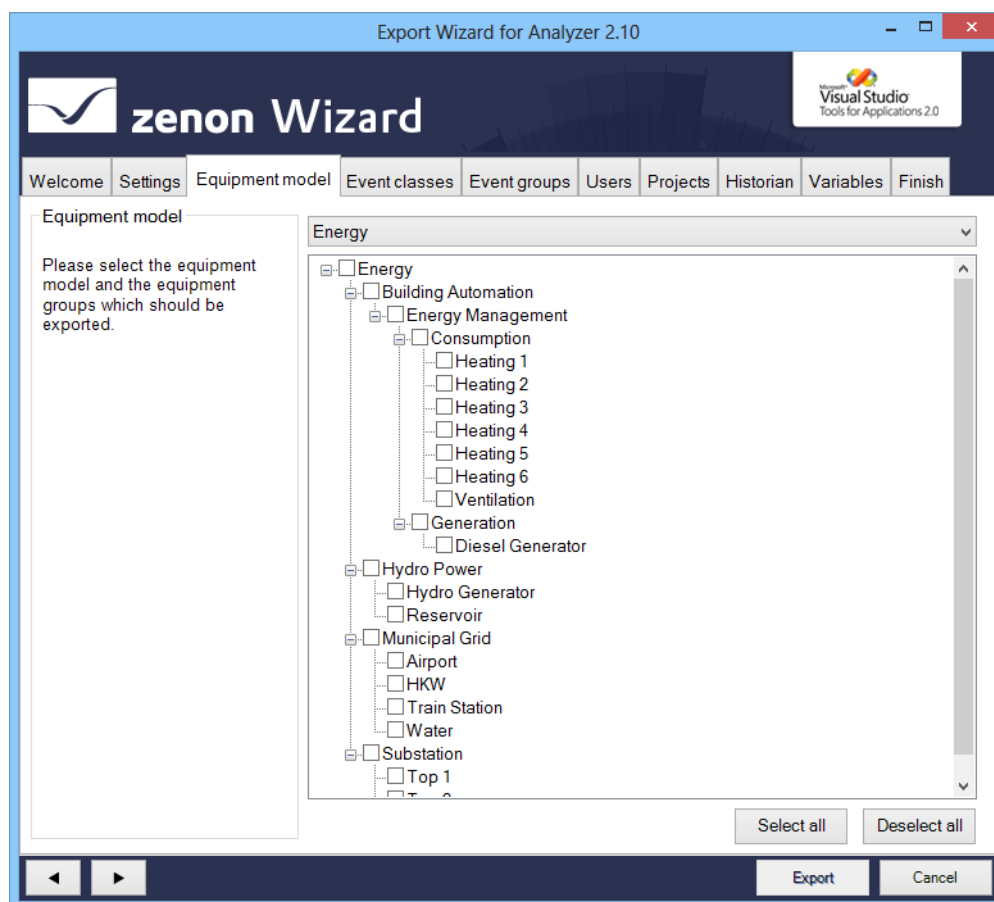 Export Wizard for Analyzer 2.10
zenon Wizard
Microsoft
Visual Studio
Tools for Applications 2.0
Welcome Settings Equipment model Event classes Event groups Users Projects Historian Variables Finish
Equipment model
Please select the equipment
model and the equipment
groups which should be
exported.
Energy
Energy
Building Automation
Energy Management
Consumption
Heating 1
Heating 2
Heating 3
Heating 4
Heating 5
Heating 6
Ventilation
Generation
Diesel Generator
Hydro Power
Hydro Generator
Reservoir
Municipal Grid
Airport
HKW
Train Station
Water
Substation
Top 1
Select all Deselect all
Export Cancel